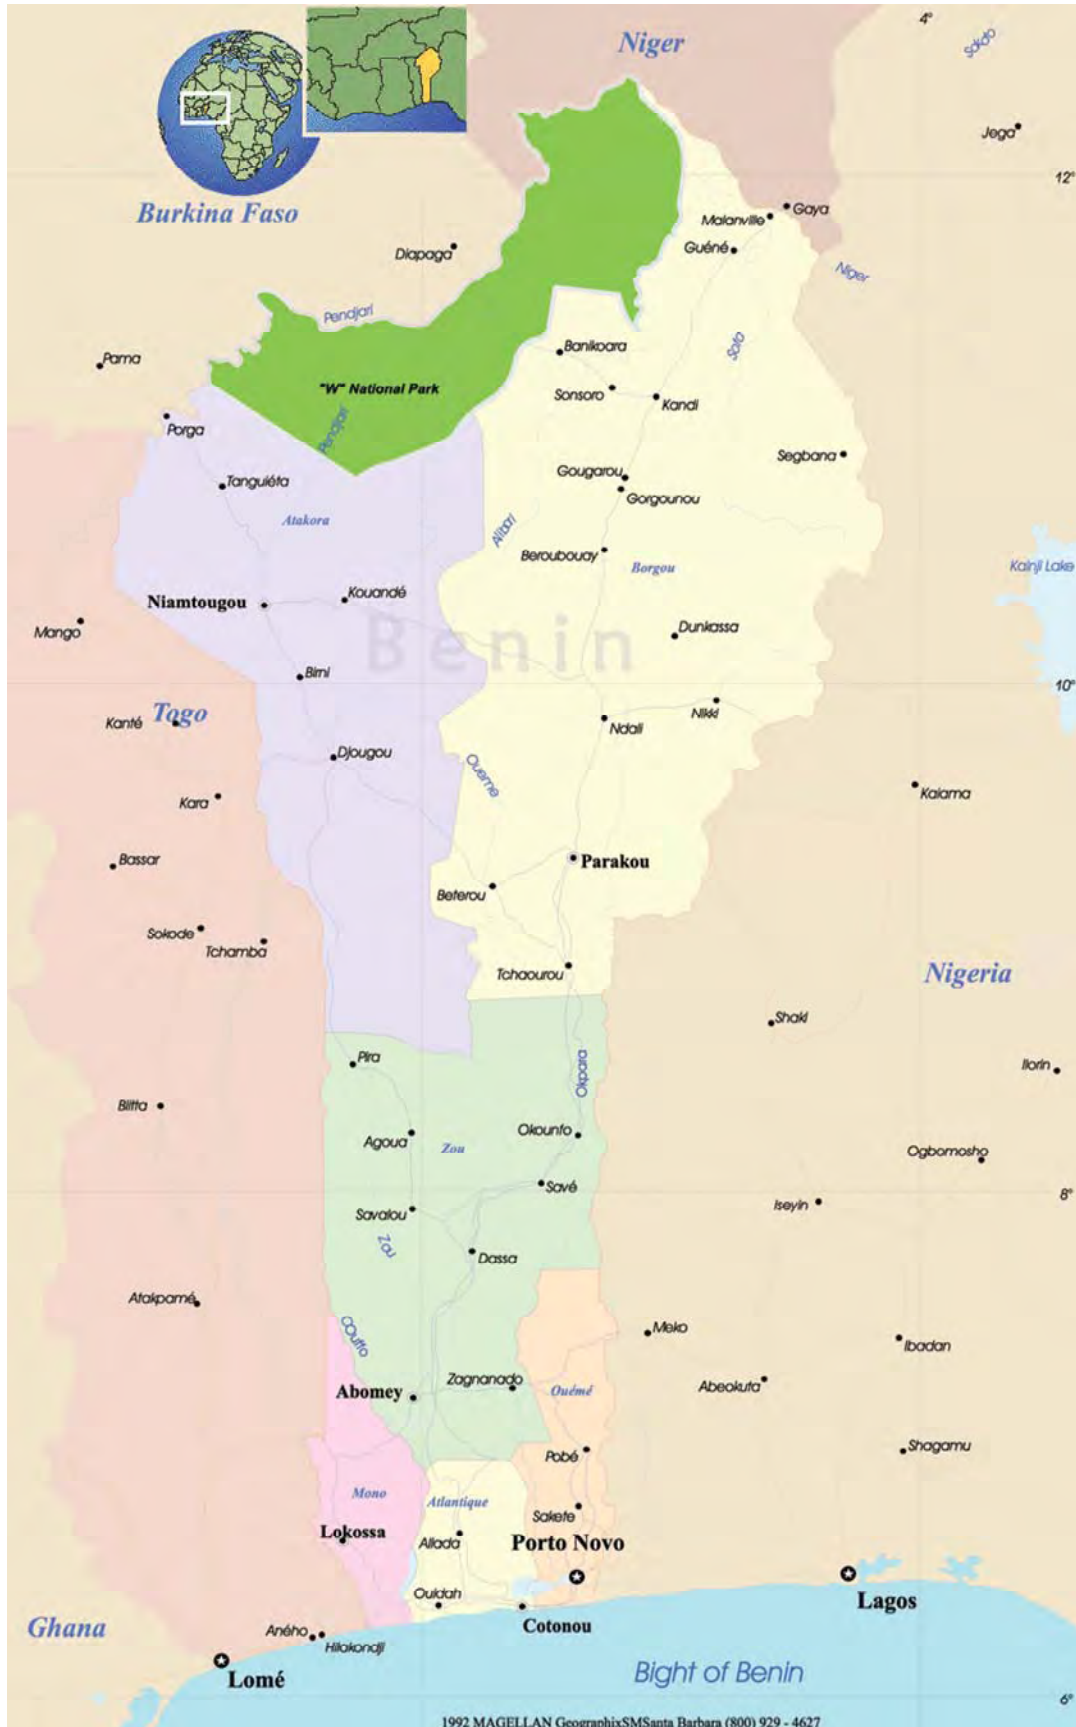 4°
Niger
Sokoto
Jega
12°
Burkina Faso
Gaya
Malanville
Guéné
Diapaga
Niger
Pendjari
Sota
Banikoara
Pama
"W" National Park
Sonsoro
Kandi
Pendjari
Porga
Segbana
Gougarou
Tanguiéta
Gorgounou
Atakora
Alibari
Beroubouay
Borgou
Kainji Lake
Kouandé
Niamtougou
Mango
Benin
Dunkassa
Birni
10°
Togo
Kanté
Nikki
Ndali
Djougou
Oueme
Kara
Kaiama
Bassar
Parakou
Beterou
Sokode
Tchamba
Tchaourou
Nigeria
Shaki
Pira
Okpara
Ilorin
Blitta
Okounfo
Agoua
Zou
Ogbomosho
Savé
8°
Savalou
Iseyin
Zou
Dassa
Atakpamé
COuffo
Meko
Ibadan
Zagnanado
Abomey
Ouémé
Abeokuta
Pobé
Shagamu
Mono
Atlantique
Sakete
Lokossa
Allada
Porto Novo
Ouidah
Lagos
Ghana
Cotonou
Aného
Hilakondji
Lomé
Bight of Benin
6°
1992 MAGELLAN GeographixSMSanta Barbara (800) 929 - 4627